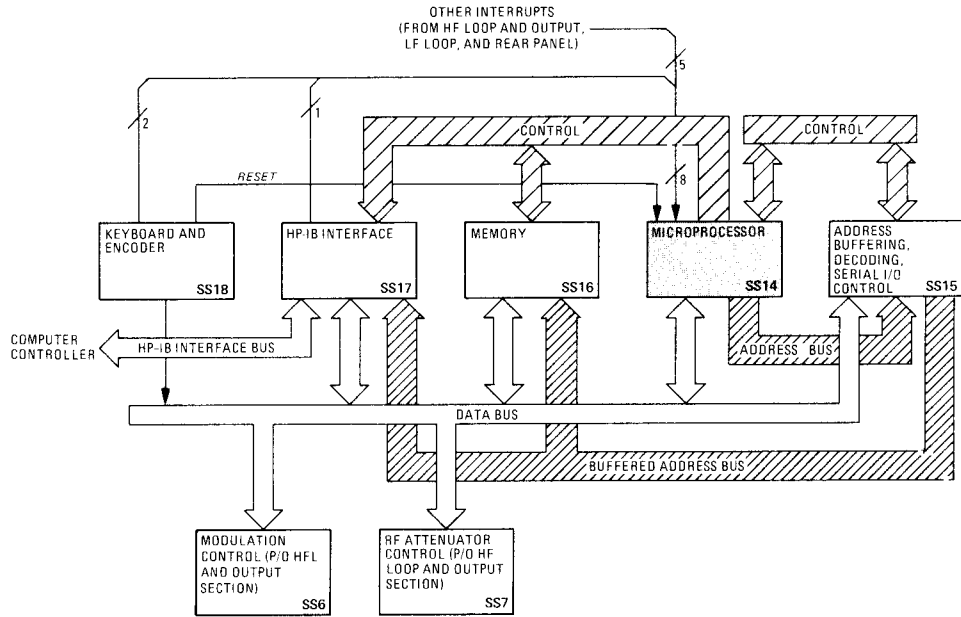 OTHER INTERRUPTS
(FROM HF LOOP AND OUTPUT,
LF LOOP, AND REAR PANEL)
5
2
1
CONTROL
CONTROL
RESET
8
KEYBOARD AND
ENCODER
SS18
HP-IB INTERFACE
SS17
MEMORY
SS16
MICROPROCESSOR
SS14
ADDRESS
BUFFERING,
DECODING,
SERIAL I/O
CONTROL
SS15
COMPUTER
CONTROLLER
HP-IB INTERFACE BUS
ADDRESS BUS
DATA BUS
BUFFERED ADDRESS BUS
MODULATION
CONTROL (P/O HFL
AND OUTPUT
SECTION)
SS6
RF ATTENUATOR
CONTROL (P/O HF
LOOP AND OUTPUT
SECTION)
SS7